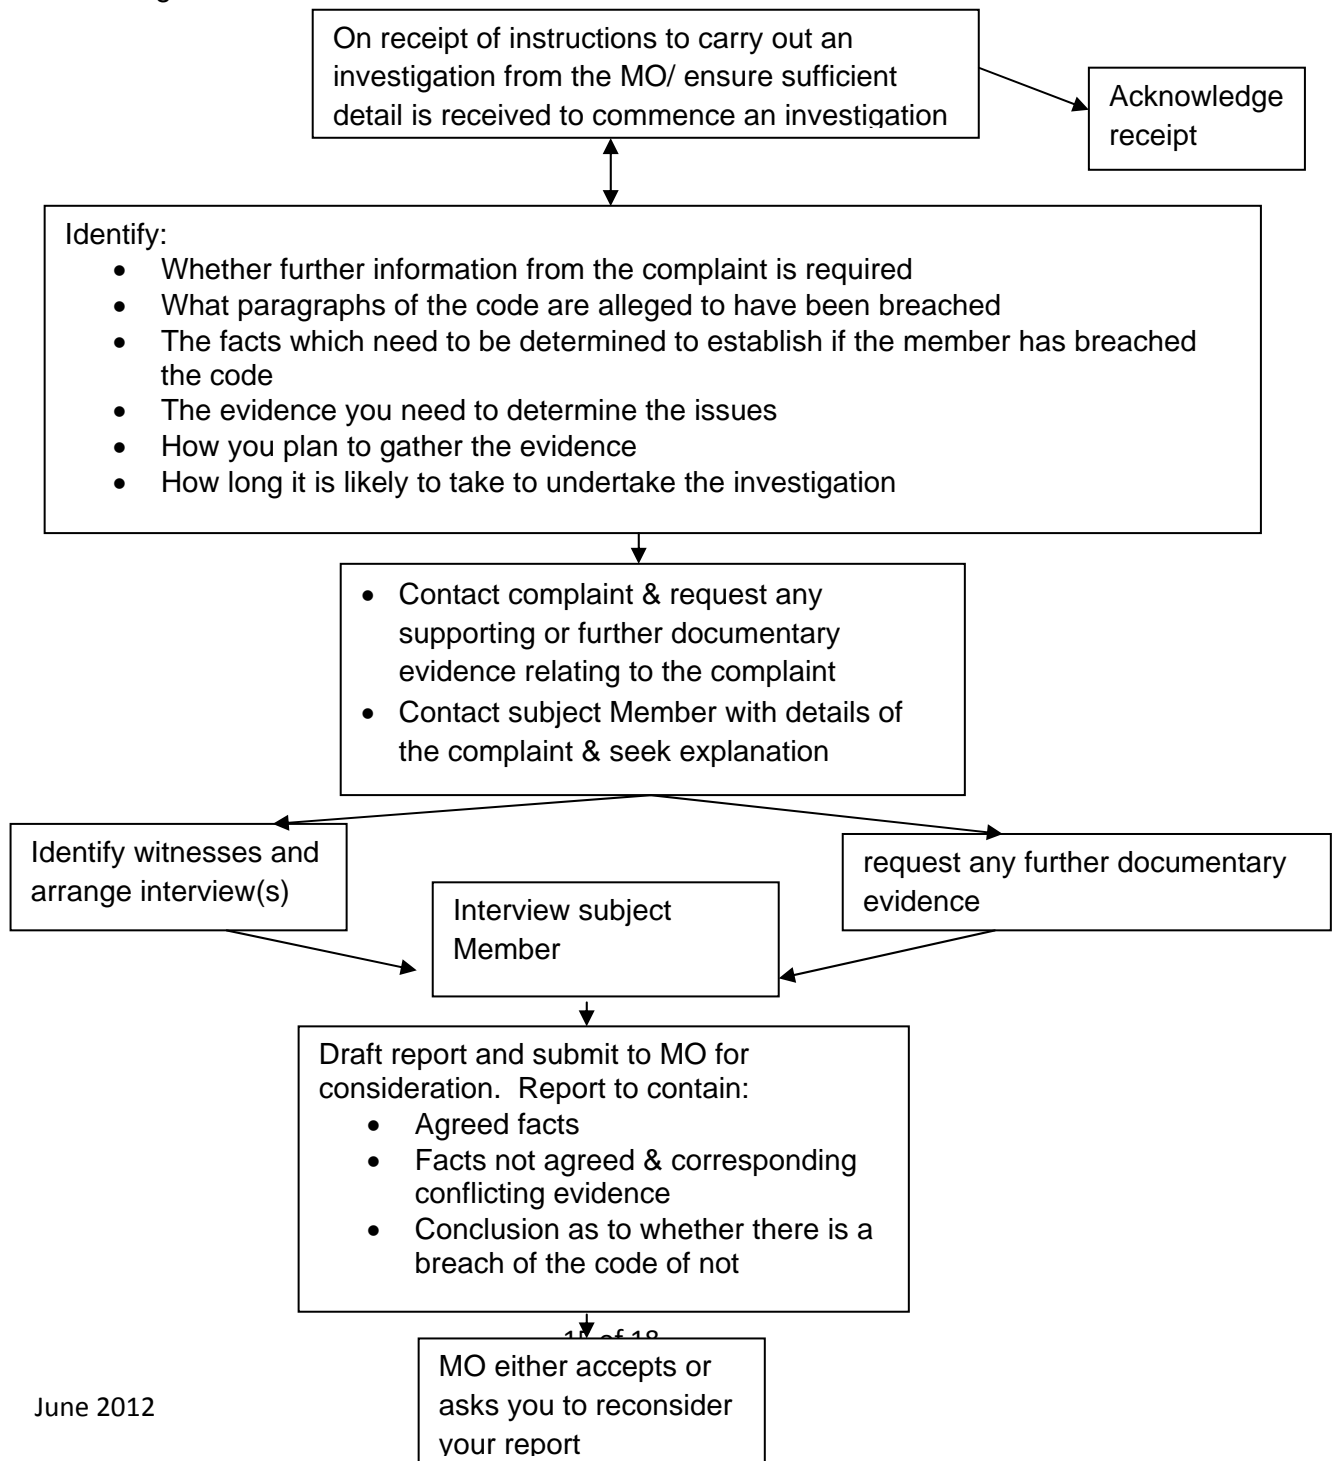 On receipt of instructions to carry out an
investigation from the MO/ ensure sufficient
detail is received to commence an investigation
Acknowledge
receipt
Identify:
• Whether further information from the complaint is required
• What paragraphs of the code are alleged to have been breached
• The facts which need to be determined to establish if the member has breached
the code
• The evidence you need to determine the issues
• How you plan to gather the evidence
• How long it is likely to take to undertake the investigation
• Contact complaint & request any
supporting or further documentary
evidence relating to the complaint
• Contact subject Member with details of
the complaint & seek explanation
Identify witnesses and
arrange interview(s)
request any further documentary
evidence
Interview subject
Member
Draft report and submit to MO for
consideration.  Report to contain:
• Agreed facts
• Facts not agreed & corresponding
conflicting evidence
• Conclusion as to whether there is a
breach of the code of not
of 18
MO either accepts or
asks you to reconsider
your report
June 2012